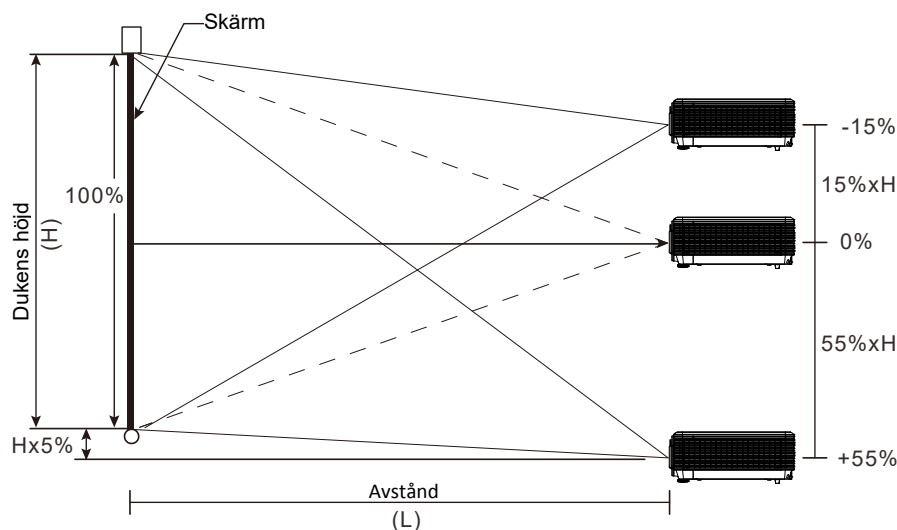 Skärm
-15%
15%xH
100%
Dukens höjd
(H)
0%
55%xH
Hx5%
+55%
Avstånd
(L)